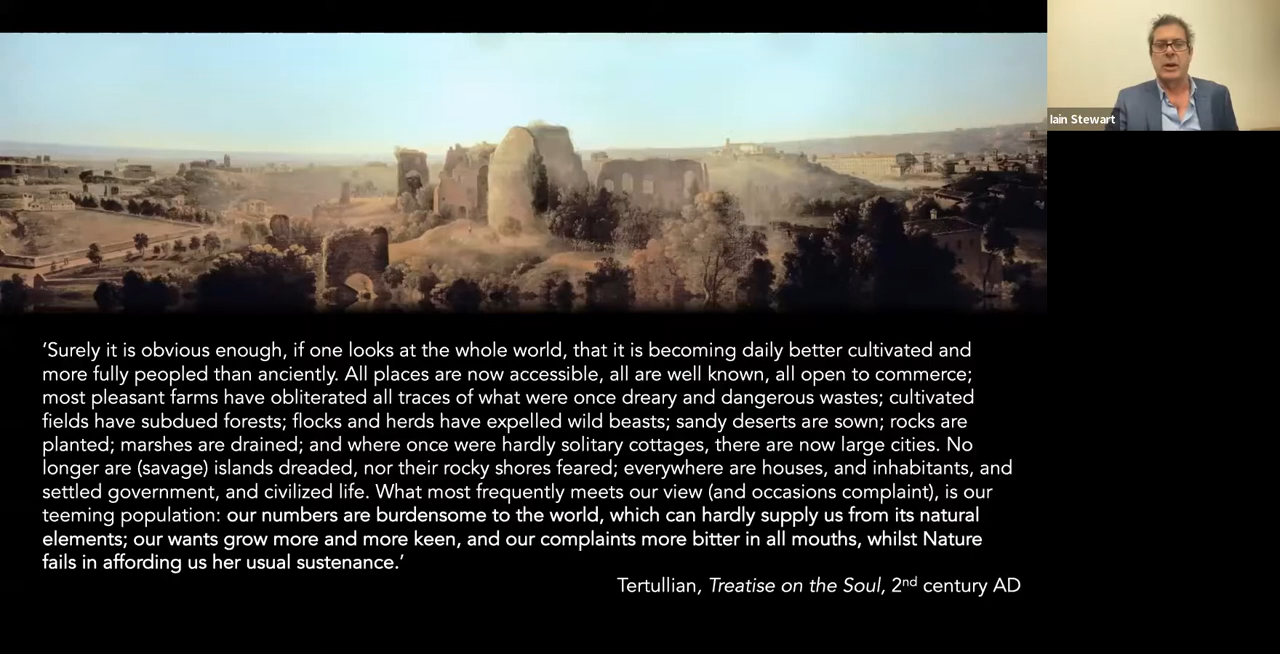 Iain Stewart
‘Surely it is obvious enough, if one looks at the whole world, that it is becoming daily better cultivated and
more fully peopled than anciently. All places are now accessible, all are well known, all open to commerce;
most pleasant farms have obliterated all traces of what were once dreary and dangerous wastes; cultivated
fields have subdued forests; flocks and herds have expelled wild beasts; sandy deserts are sown; rocks are
planted; marshes are drained; and where once were hardly solitary cottages, there are now large cities. No
longer are (savage) islands dreaded, nor their rocky shores feared; everywhere are houses, and inhabitants, and
settled government, and civilized life. What most frequently meets our view (and occasions complaint), is our
teeming population: our numbers are burdensome to the world, which can hardly supply us from its natural
elements; our wants grow more and more keen, and our complaints more bitter in all mouths, whilst Nature
fails in affording us her usual sustenance.’
Tertullian, Treatise on the Soul, 2nd century AD